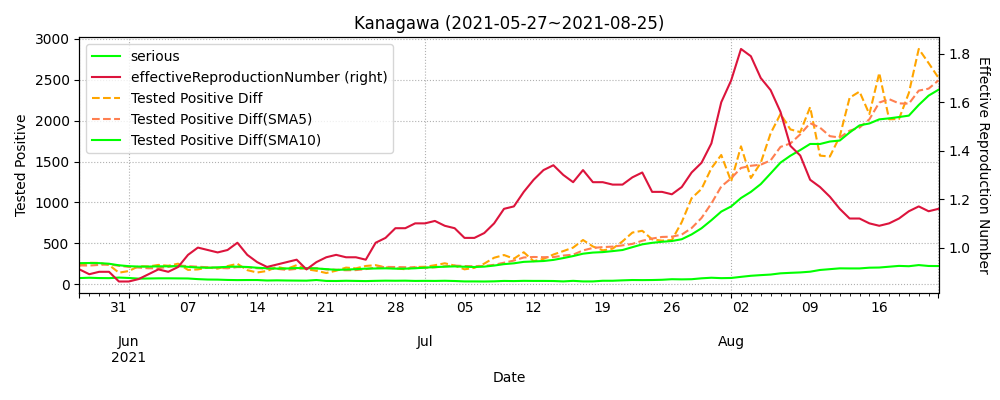 Kanagawa (2021-05-27~2021-08-25)
serious
effectiveReproductionNumber (right)
Tested Positive Diff
Tested Positive Diff(SMA5)
Tested Positive Diff(SMA10)
Tested Positive
3000
2500
2000
1500
1000
500
0
1.8
1.6
1.4
1.2
1.0
Effective Reproduction Number
31 07 14 21 28 05 12 19 26 02 09 16
Jun Jul Aug
2021
Date